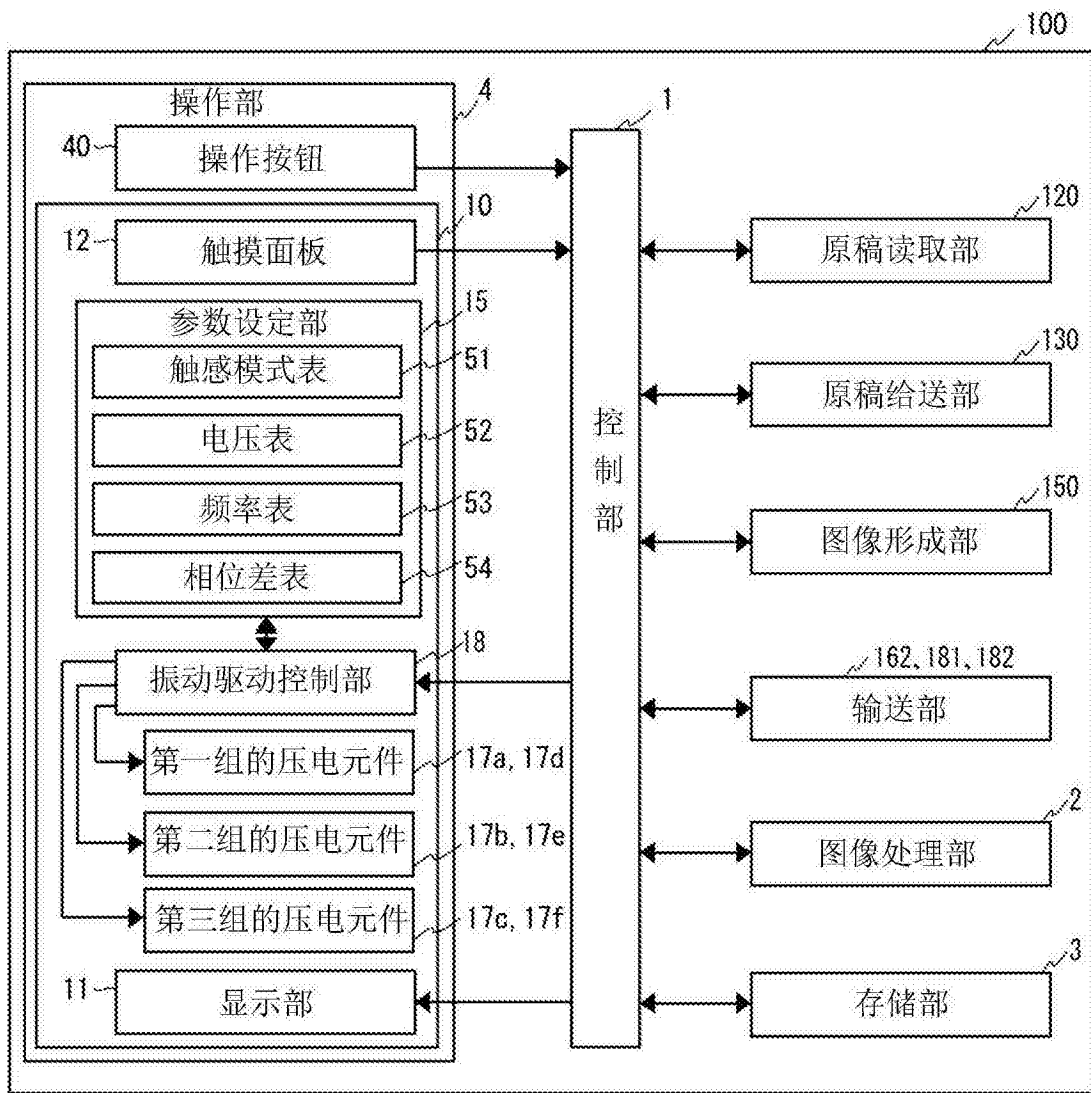 100
操作部
4
40
操作按钮
1
10
12
触摸面板
120
原稿读取部
参数设定部
15
触感模式表
51
130
原稿给送部
电压表
52
控制部
频率表
53
150
图像形成部
相位差表
54
18
振动驱动控制部
162、181、182
输送部
第一组的压电元件
17a, 17d
第二组的压电元件
17b, 17e
2
图像处理部
第三组的压电元件
17c, 17f
11
显示部
3
存储部